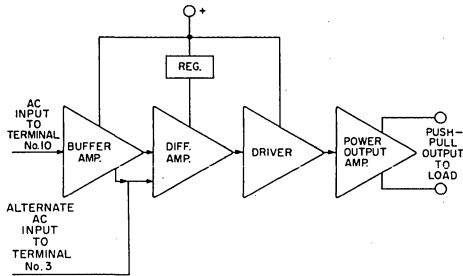 +
REG.
AC
INPUT
TO
TERMINAL
No.10
BUFFER
AMP.
DIFF.
AMP.
DRIVER
POWER
OUTPUT
AMP.
PUSH-
PULL
OUTPUT
TO
LOAD
ALTERNATE
AC
INPUT
TO
TERMINAL
No. 3